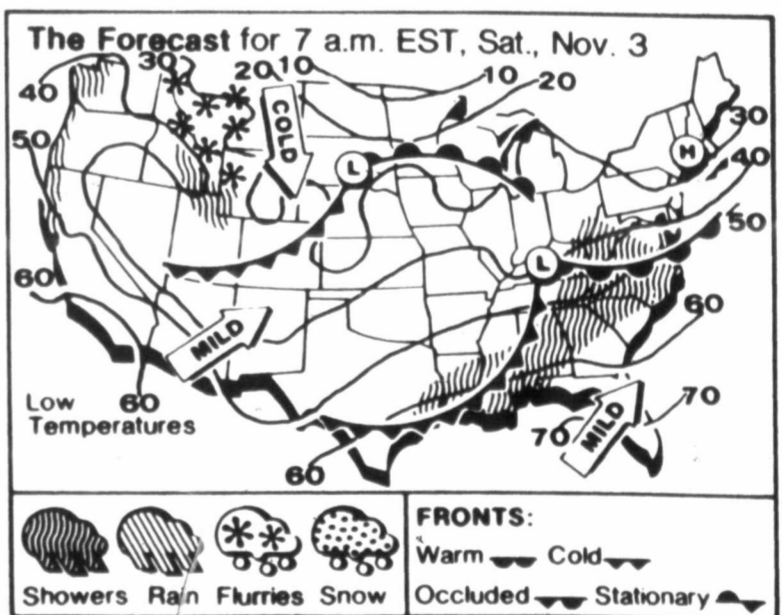 The Forecast for 7 a.m. EST, Sat., Nov. 3
30
20
10
10
20
40
50
COLD
30
40
50
L
H
L
60
60
MILD
Low
Temperatures
60
60
70
70
MILD
FRONTS:
Warm Cold
Showers Rain Flurries Snow
Occluded Stationary